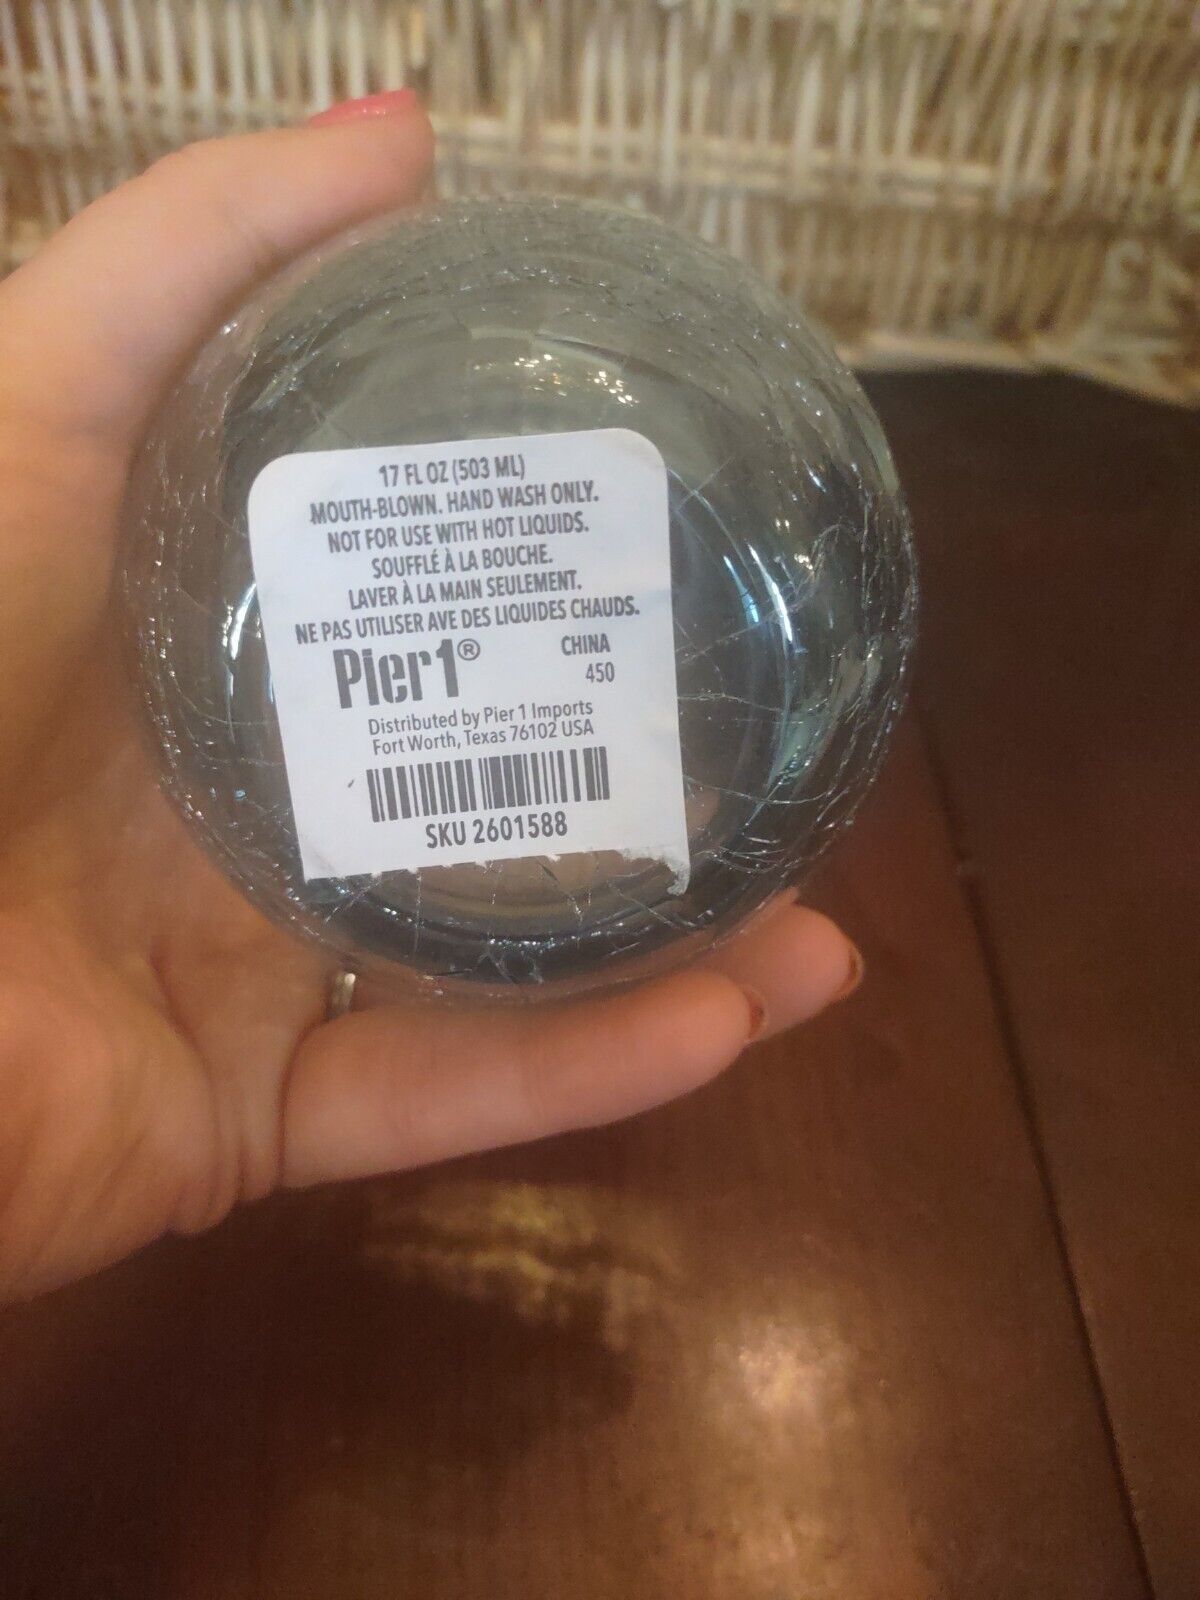 17 FL OZ (503 ML)
MOUTH-BLOWN. HAND WASH ONLY.
NOT FOR USE WITH HOT LIQUIDS.
SOUFFLÉ À LA BOUCHE.
LAVER À LA MAIN SEULEMENT.
NE PAS UTILISER AVE DES LIQUIDES CHAUDS.
Pier 1® CHINA
450
Distributed by Pier 1 Imports
Fort Worth, Texas 76102 USA
SKU 2601588